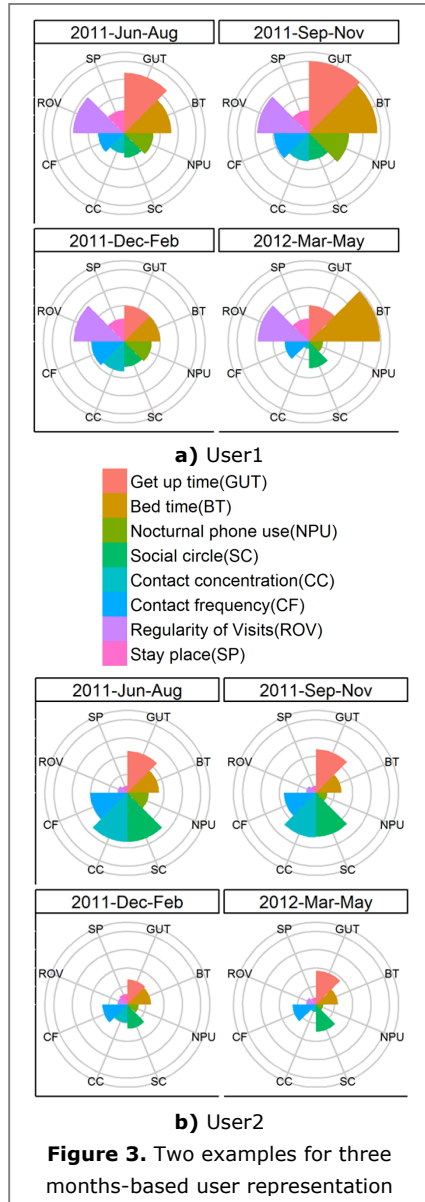 2011-Jun-Aug 2011-Sep-Nov
SP GUT SP GUT
ROV BT ROV BT
CF NPU CF NPU
CC SC CC SC
2011-Dec-Feb 2012-Mar-May
SP GUT SP GUT
ROV BT ROV BT
CF NPU CF NPU
CC SC CC SC
a) User1
Get up time(GUT)
Bed time(BT)
Nocturnal phone use(NPU)
Social circle(SC)
Contact concentration(CC)
Contact frequency(CF)
Regularity of Visits(ROV)
Stay place(SP)
2011-Jun-Aug 2011-Sep-Nov
SP GUT SP GUT
ROV BT ROV BT
CF NPU CF NPU
CC SC CC SC
2011-Dec-Feb 2012-Mar-May
SP GUT SP GUT
ROV BT ROV BT
CF NPU CF NPU
CC SC CC SC
b) User2
Figure 3. Two examples for three
months-based user representation